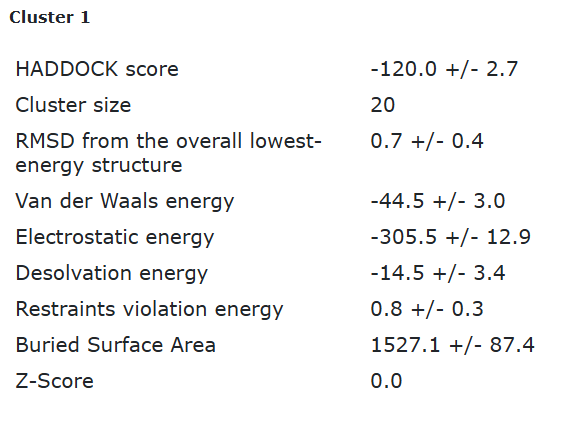 Cluster 1
HADDOCK score -120.0 +/- 2.7
Cluster size 20
RMSD from the overall lowest- 0.7 +/- 0.4
energy structure
Van der Waals energy -44.5 +/- 3.0
Electrostatic energy -305.5 +/- 12.9
Desolvation energy -14.5 +/- 3.4
Restraints violation energy 0.8 +/- 0.3
Buried Surface Area 1527.1 +/- 87.4
Z-Score 0.0